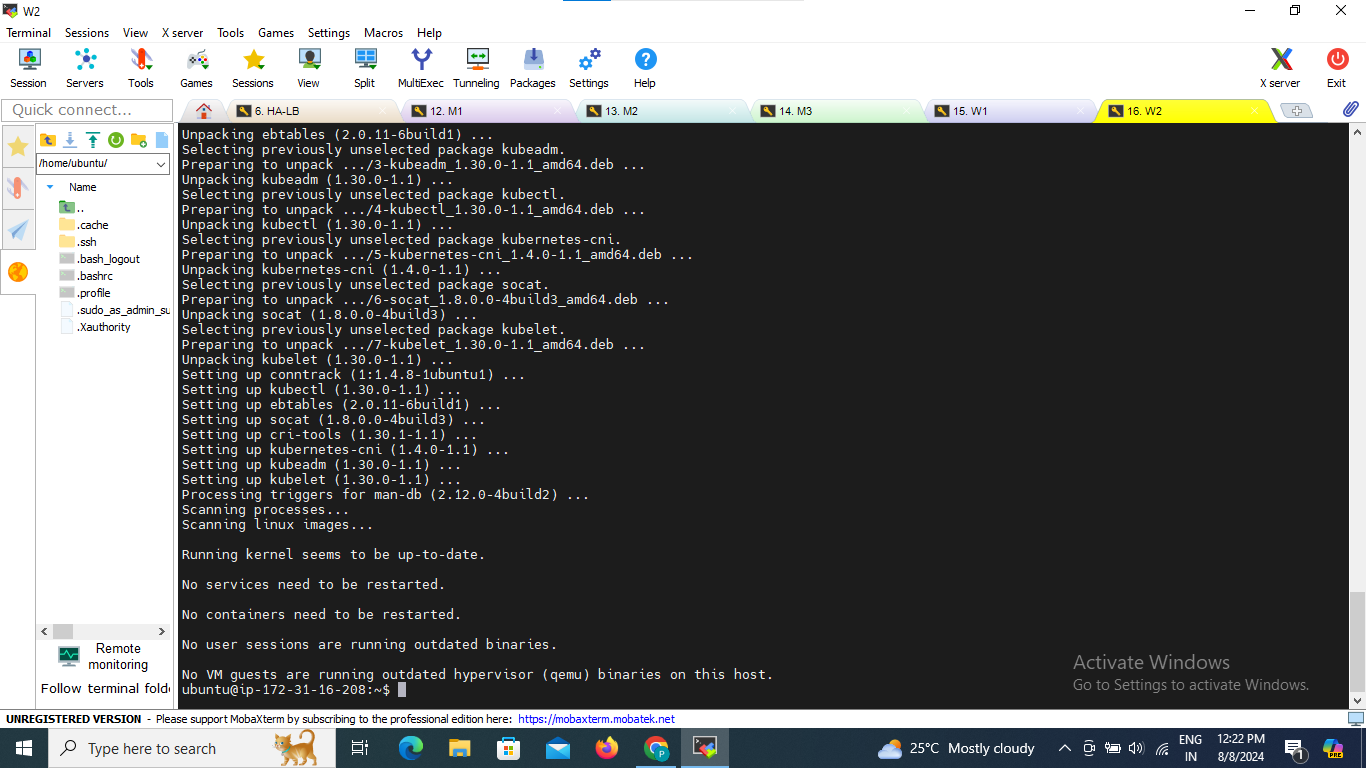 W2
Terminal Sessions View X server Tools Games Settings Macros Help
Session Servers Tools Games Sessions View Split MultiExec Tunneling Packages Settings Help X server Exit
Quick connect...
6. HA-LB
12. M1
13. M2
14. M3
15. W1
16. W2
/home/ubuntu/
Name
..
.cache
.ssh
.bash_logout
.bashrc
.profile
.sudo_as_admin_su
.Xauthority
Remote
monitoring
Follow terminal folde
Unpacking ebtables (2.0.11-6build1) ...
Selecting previously unselected package kubeadm.
Preparing to unpack .../3-kubeadm_1.30.0-1.1_amd64.deb ...
Unpacking kubeadm (1.30.0-1.1) ...
Selecting previously unselected package kubectl.
Preparing to unpack .../4-kubectl_1.30.0-1.1_amd64.deb ...
Unpacking kubectl (1.30.0-1.1) ...
Selecting previously unselected package kubernetes-cni.
Preparing to unpack .../5-kubernetes-cni_1.4.0-1.1_amd64.deb ...
Unpacking kubernetes-cni (1.4.0-1.1) ...
Selecting previously unselected package socat.
Preparing to unpack .../6-socat_1.8.0.0-4build3_amd64.deb ...
Unpacking socat (1.8.0.0-4build3) ...
Selecting previously unselected package kubelet.
Preparing to unpack .../7-kubelet_1.30.0-1.1_amd64.deb ...
Unpacking kubelet (1.30.0-1.1) ...
Setting up conntrack (1:1.4.8-1ubuntu1) ...
Setting up kubectl (1.30.0-1.1) ...
Setting up ebtables (2.0.11-6build1) ...
Setting up socat (1.8.0.0-4build3) ...
Setting up cri-tools (1.30.1-1.1) ...
Setting up kubernetes-cni (1.4.0-1.1) ...
Setting up kubeadm (1.30.0-1.1) ...
Setting up kubelet (1.30.0-1.1) ...
Processing triggers for man-db (2.12.0-4build2) ...
Scanning processes...
Scanning linux images...
Running kernel seems to be up-to-date.
No services need to be restarted.
No containers need to be restarted.
No user sessions are running outdated binaries.
No VM guests are running outdated hypervisor (qemu) binaries on this host.
ubuntu@ip-172-31-16-208:~$
Activate Windows
Go to Settings to activate Windows.
UNREGISTERED VERSION - Please support MobaXterm by subscribing to the professional edition here: https://mobaxterm.mobatek.net
Type here to search
25°C Mostly cloudy
ENG
IN
12:22 PM
8/8/2024
1
PRE